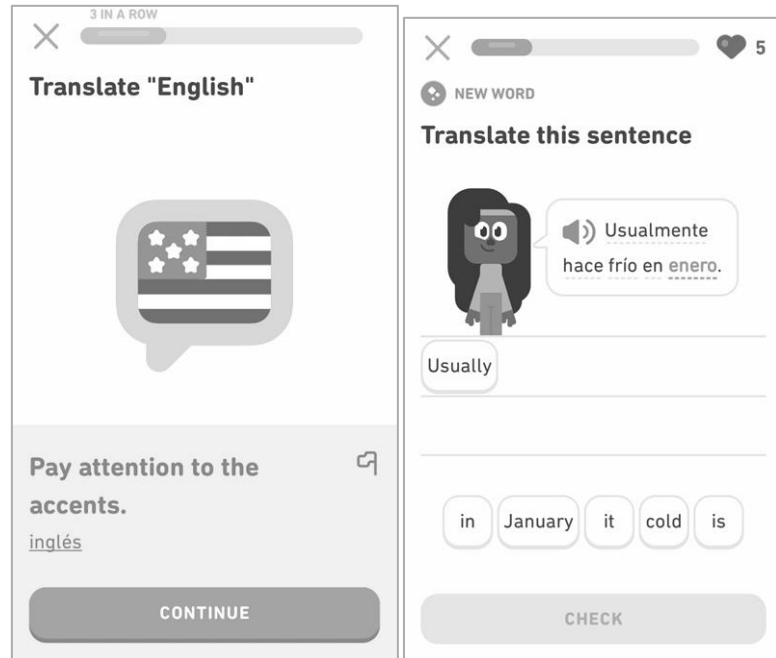 3 IN A ROW
Translate "English"
Pay attention to the
accents.
inglés
CONTINUE
5
NEW WORD
Translate this sentence
Usualmente
hace frío en enero.
Usually
in January it cold is
CHECK